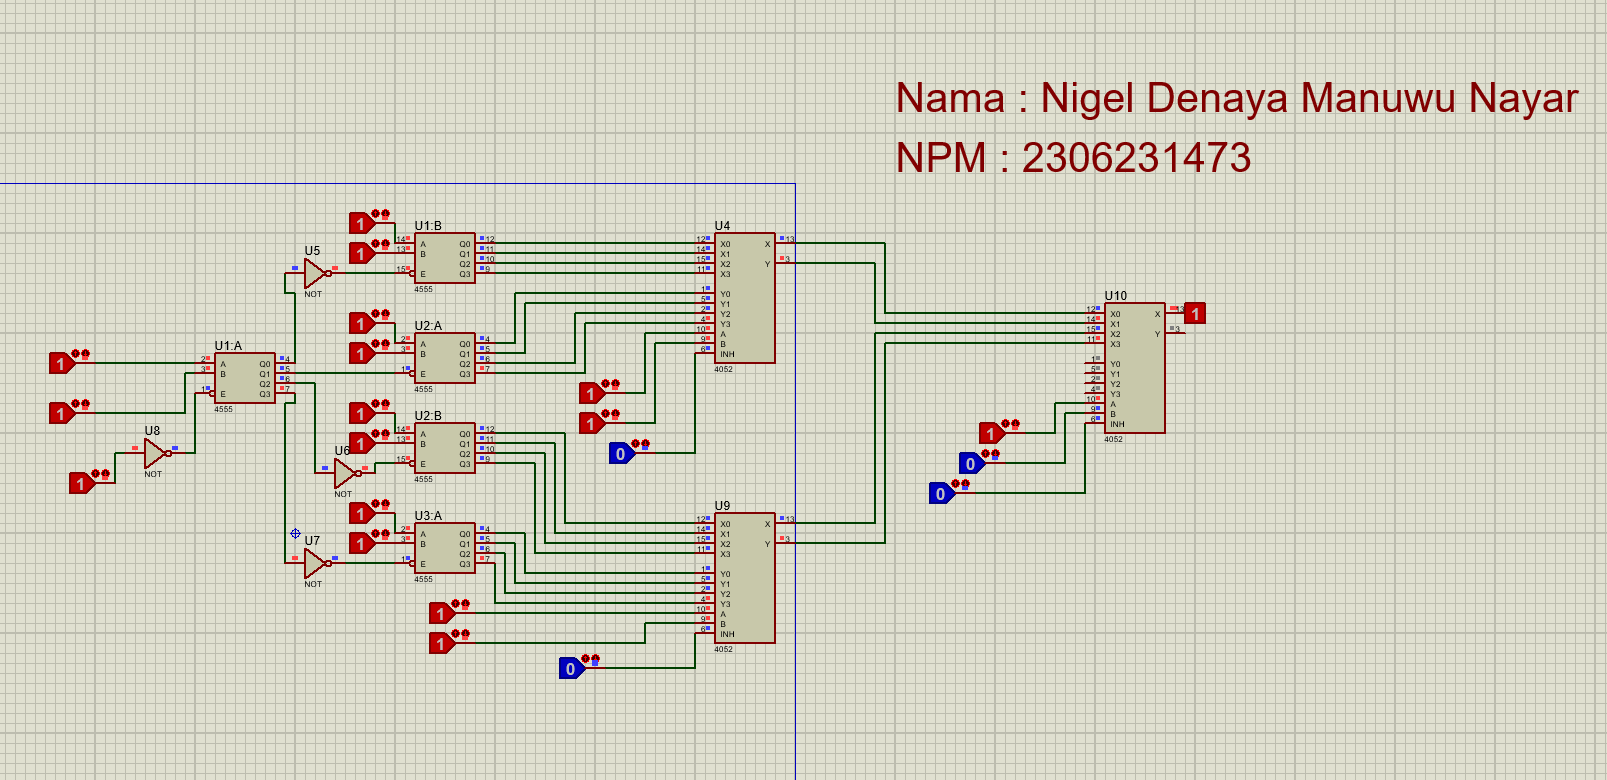 Nama : Nigel Denaya Manuwu Nayar
NPM : 2306231473
U1:B
1
1
14 A Q0 12
13 B Q1 11
Q2 10
15 E Q3 9
4555
U5
NOT
U2:A
1
1
2 A Q0 4
3 B Q1 5
Q2 6
1 E Q3 7
4555
U1:A
1
1
2 A Q0 4
3 B Q1 5
Q2 6
1 E Q3 7
4555
U8
1
NOT
U2:B
1
1
14 A Q0 12
13 B Q1 11
Q2 10
15 E Q3 9
4555
U6
NOT
U3:A
1
1
2 A Q0 4
3 B Q1 5
Q2 6
1 E Q3 7
4555
U7
NOT
U4
12 X0 X 13
14 X1
15 X2 Y 3
11 X3
1 Y0
5 Y1
2 Y2
4 Y3
10 A
9 B
6 INH
4052
1
1
0
U9
12 X0 X 13
14 X1
15 X2 Y 3
11 X3
1 Y0
5 Y1
2 Y2
4 Y3
10 A
9 B
6 INH
4052
1
1
0
U10
12 X0 X 13 1
14 X1
15 X2 Y 3
11 X3
1 Y0
5 Y1
2 Y2
4 Y3
10 A
9 B
6 INH
4052
1
0
0